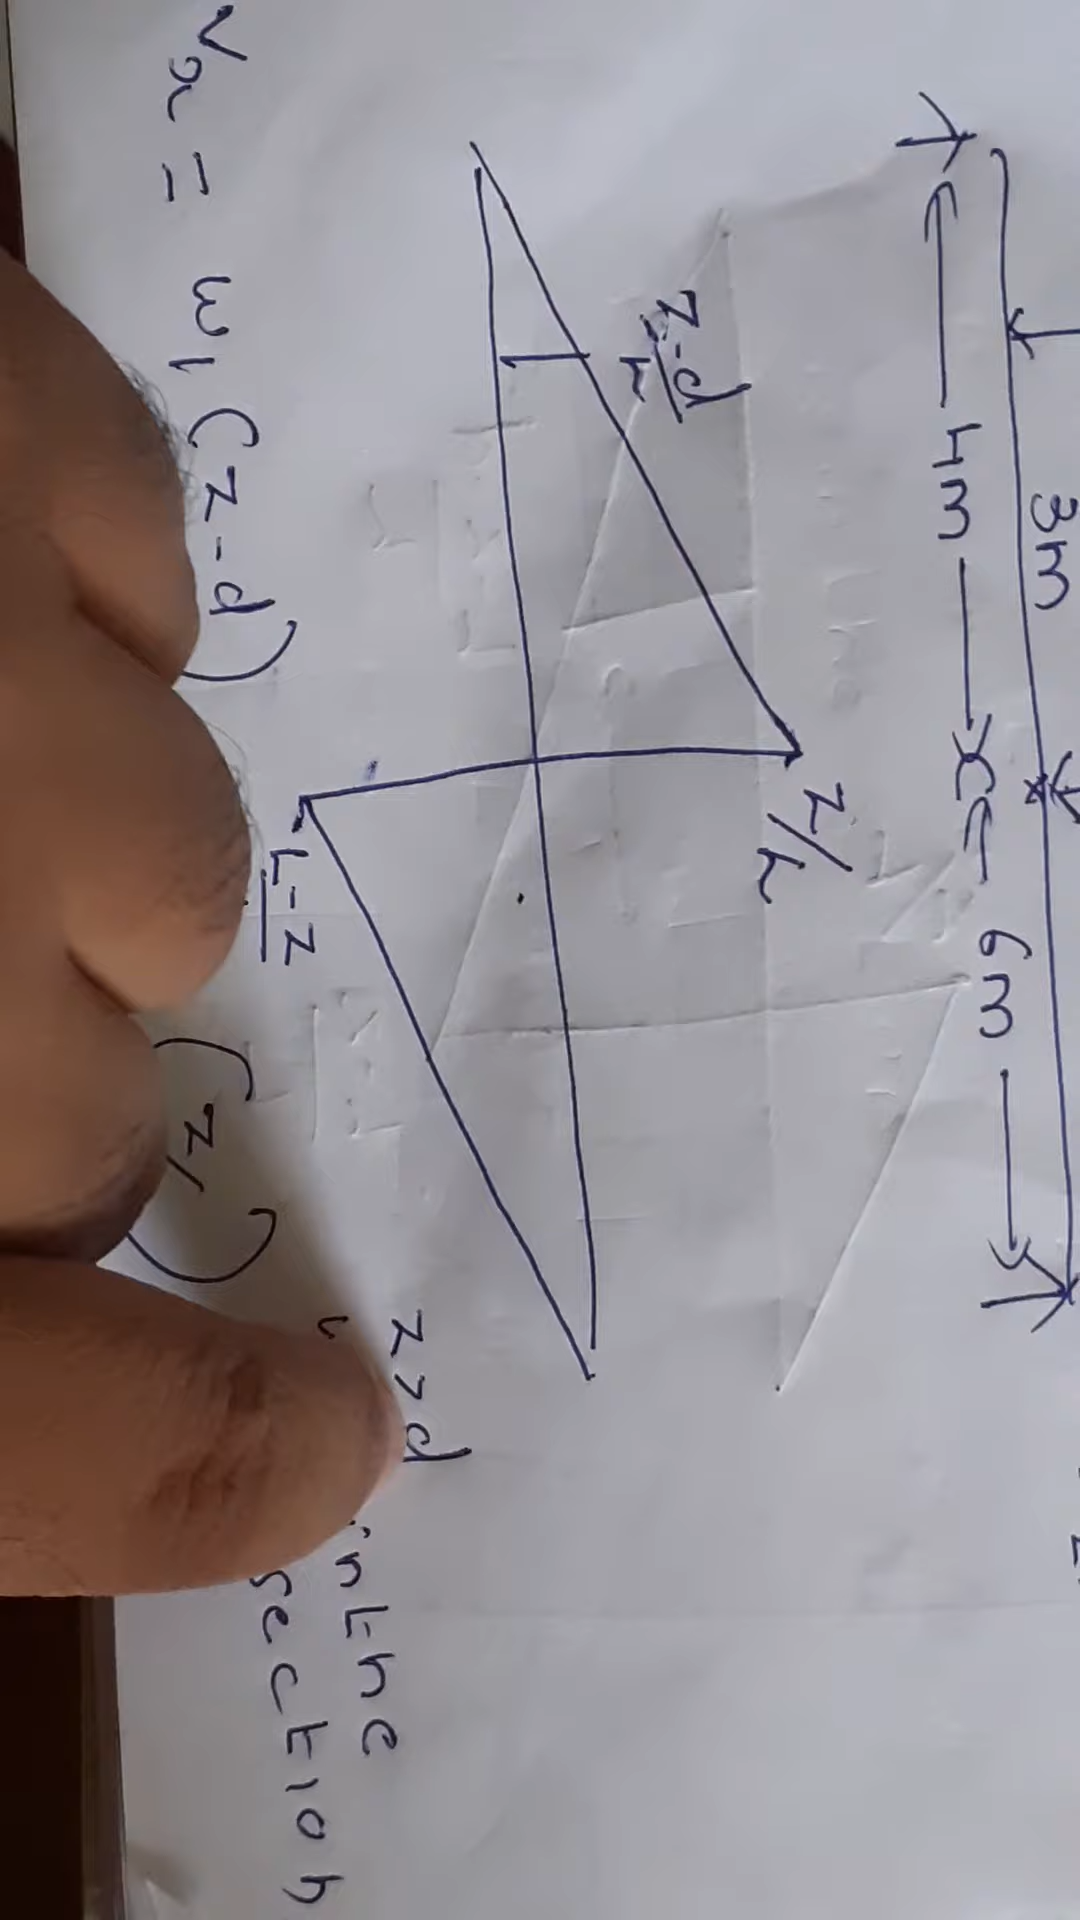 3m
4m 6m
z/L
z-d
L
L-z
z>d
Vx = w1 (z-d) (z/
in the
section